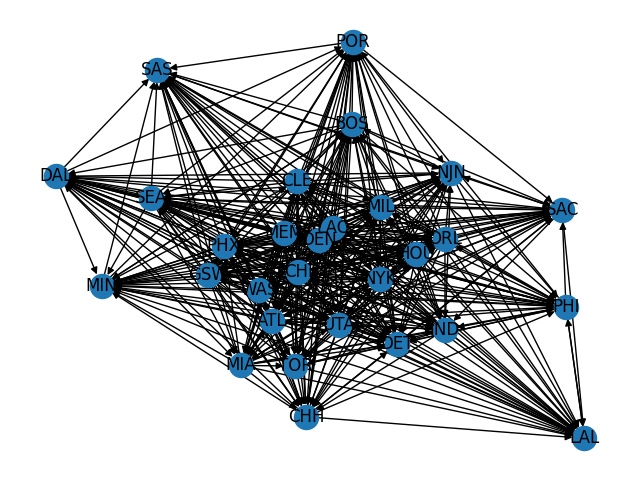 POR
SAS
BOS
DAL
NJN
CLE
SEA
MIL
SAC
LAC
MEM
DEN
ORL
PHX
HOU
CHI
GSW
NYK
MIN
WAS
PHI
ATL
UTA
IND
DET
MIA
TOR
CHH
LAL